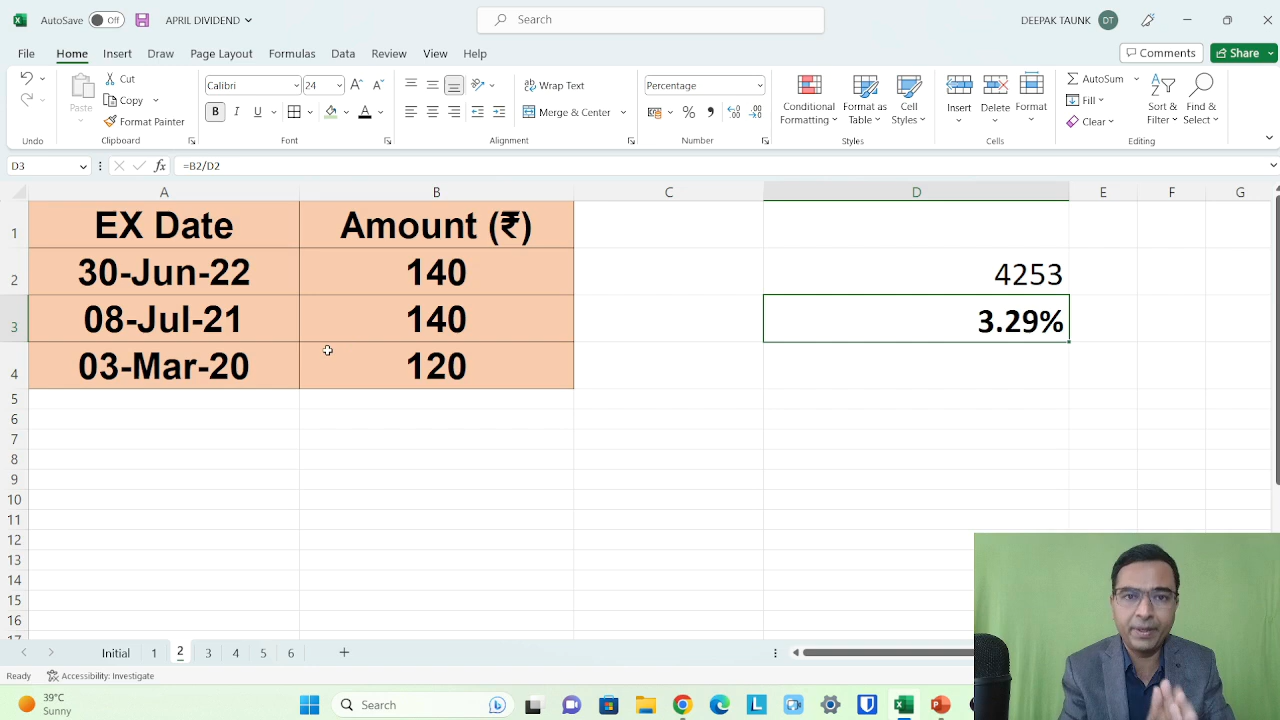 AutoSave Off APRIL DIVIDEND Search DEEPAK TAUNK DT
File Home Insert Draw Page Layout Formulas Data Review View Help Comments Share
Undo
Paste Cut Copy Format Painter
Clipboard
Calibri 24
B I U A
Font
Wrap Text
Merge & Center
Alignment
Percentage
%
Number
Conditional Formatting
Format as Table
Cell Styles
Styles
Insert Delete Format
Cells
AutoSum
Fill
Clear
Sort & Filter
Find & Select
Editing
D3 fx =B2/D2
A B C D E F G
1 EX Date Amount (₹)
2 30-Jun-22 140 4253
3 08-Jul-21 140 3.29%
4 03-Mar-20 120
5
6
7
8
9
10
11
12
13
14
15
16
17
Initial 1 2 3 4 5 6
Ready Accessibility: Investigate
39°C
Sunny
Search
L